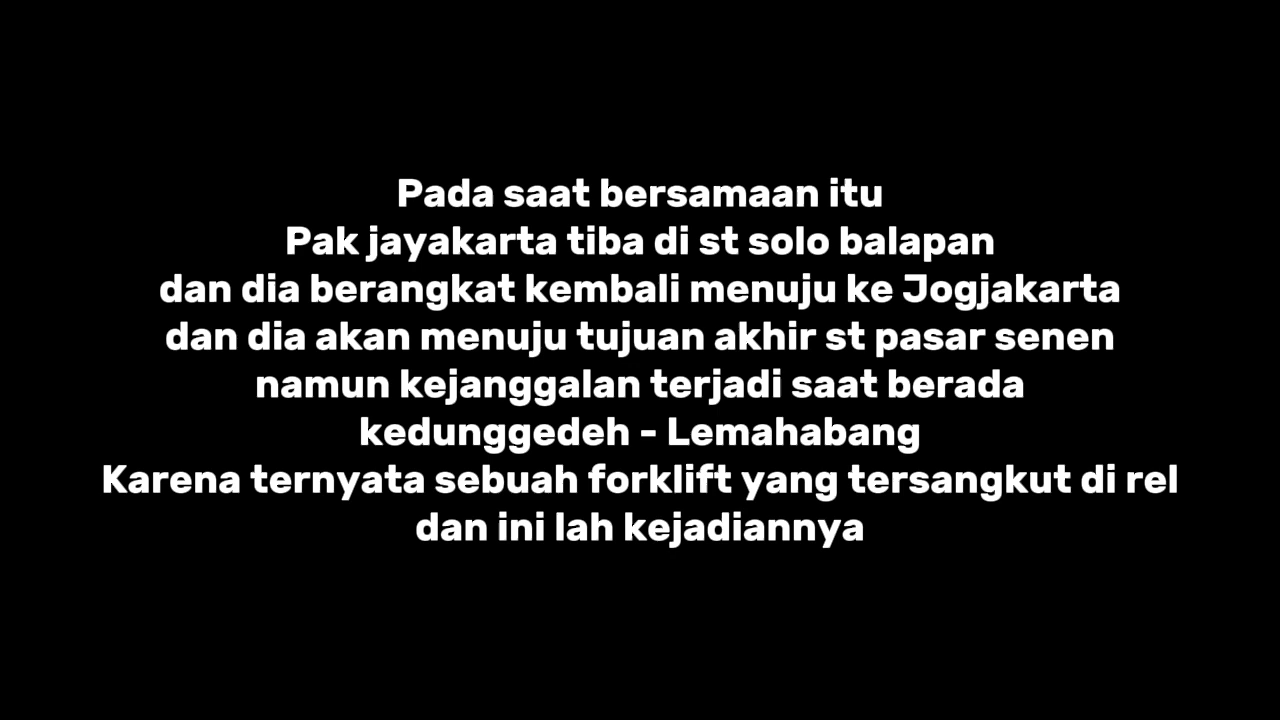 Pada saat bersamaan itu
Pak jayakarta tiba di st solo balapan
dan dia berangkat kembali menuju ke Jogjakarta
dan dia akan menuju tujuan akhir st pasar senen
namun kejanggalan terjadi saat berada
kedunggedeh - Lemahabang
Karena ternyata sebuah forklift yang tersangkut di rel
dan ini lah kejadiannya